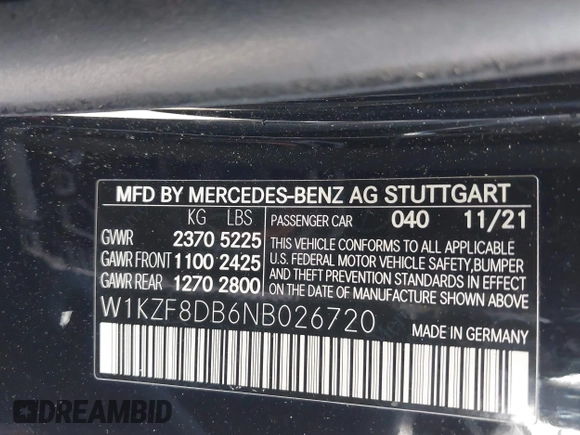 MFD BY MERCEDES-BENZ AG STUTTGART
KG LBS PASSENGER CAR 040 11/21
GVWR 2370 5225
GAWR FRONT 1100 2425
GAWR REAR 1270 2800
THIS VEHICLE CONFORMS TO ALL APPLICABLE
U.S. FEDERAL MOTOR VEHICLE SAFETY,BUMPER
AND THEFT PREVENTION STANDARDS IN EFFECT
ON THE DATE OF MANUFACTURE SHOWN ABOVE.
W1KZF8DB6NB026720
MADE IN GERMANY
DREAMBID